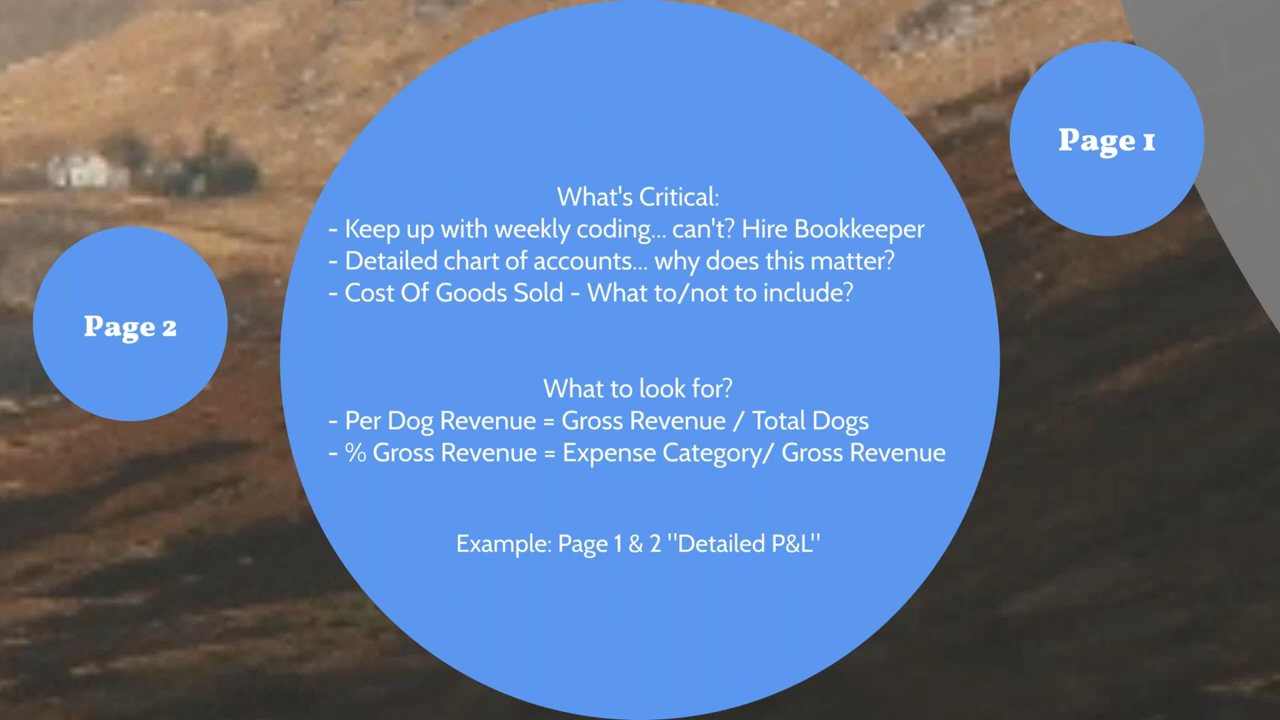 What's Critical:
- Keep up with weekly coding... can't? Hire Bookkeeper
- Detailed chart of accounts... why does this matter?
- Cost Of Goods Sold - What to/not to include?
What to look for?
- Per Dog Revenue = Gross Revenue / Total Dogs
- % Gross Revenue = Expense Category/ Gross Revenue
Example: Page 1 & 2 "Detailed P&L"
Page 1
Page 2